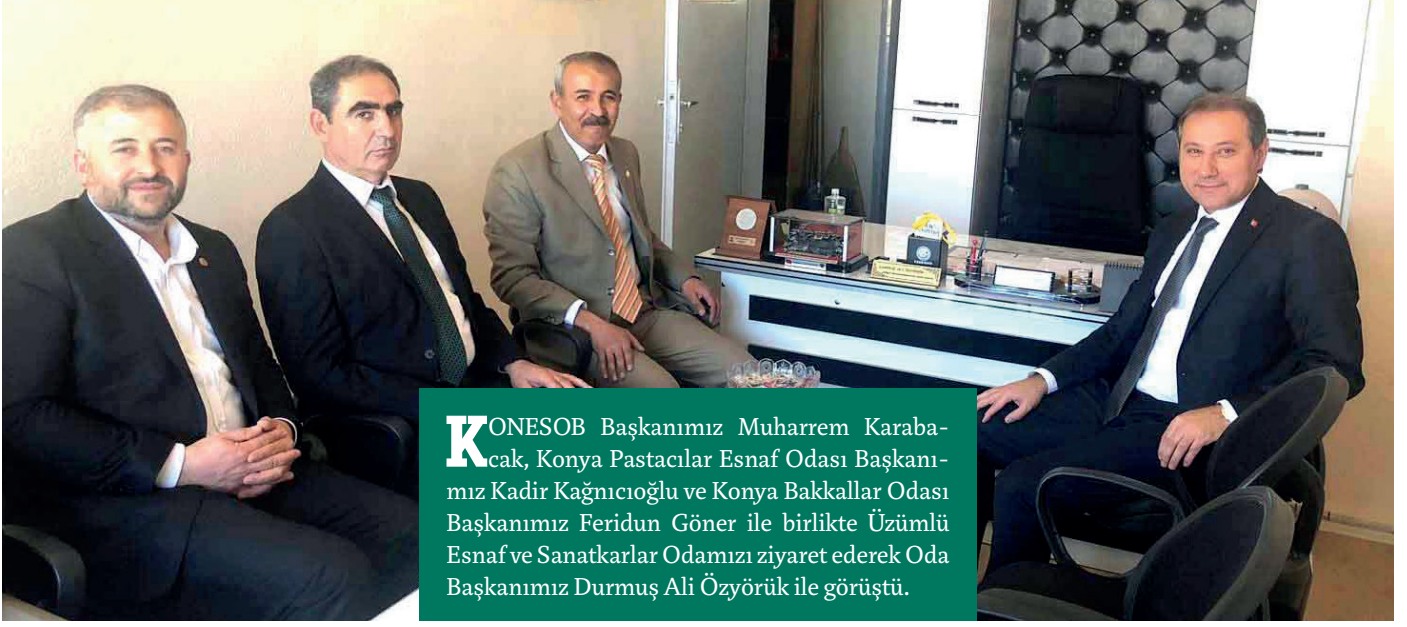 KONESOB Başkanımız Muharrem Karaba-
cak, Konya Pastacılar Esnaf Odası Başkanı-
mız Kadir Kağnıcıoğlu ve Konya Bakkallar Odası
Başkanımız Feridun Göner ile birlikte Üzümlü
Esnaf ve Sanatkarlar Odamızı ziyaret ederek Oda
Başkanımız Durmuş Ali Özyörük ile görüştü.